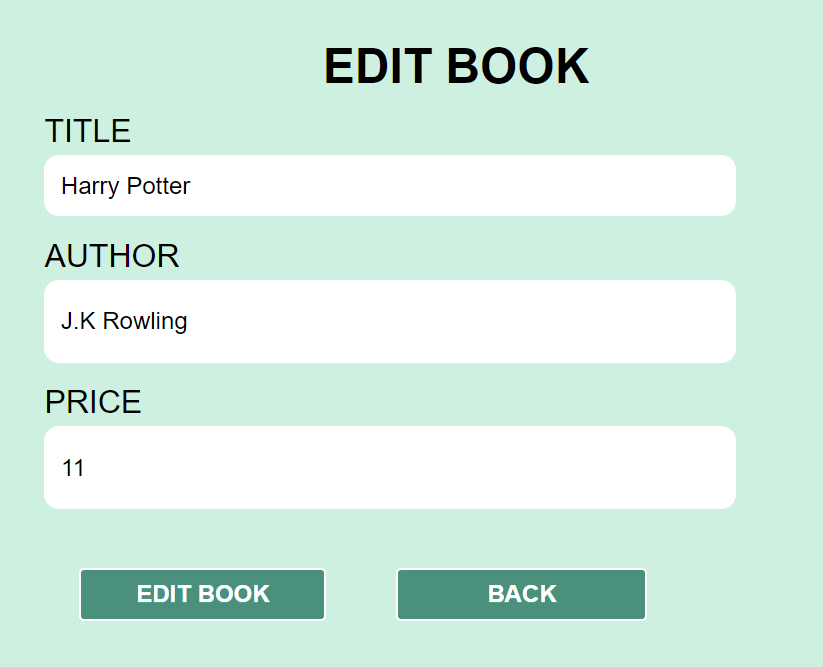 EDIT BOOK
TITLE
Harry Potter
AUTHOR
J.K Rowling
PRICE
11
EDIT BOOK
BACK